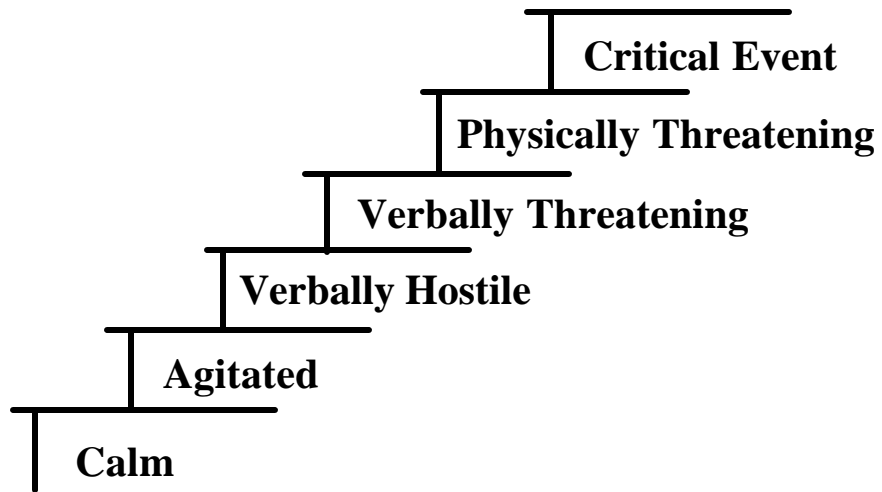 Critical Event
Physically Threatening
Verbally Threatening
Verbally Hostile
Agitated
Calm